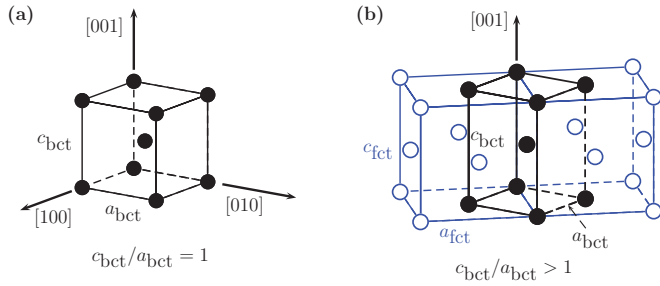 (a)
[001]
c_bct
[100]
a_bct
[010]
c_bct/a_bct = 1
(b)
[001]
c_fct
c_bct
a_fct
a_bct
c_bct/a_bct > 1